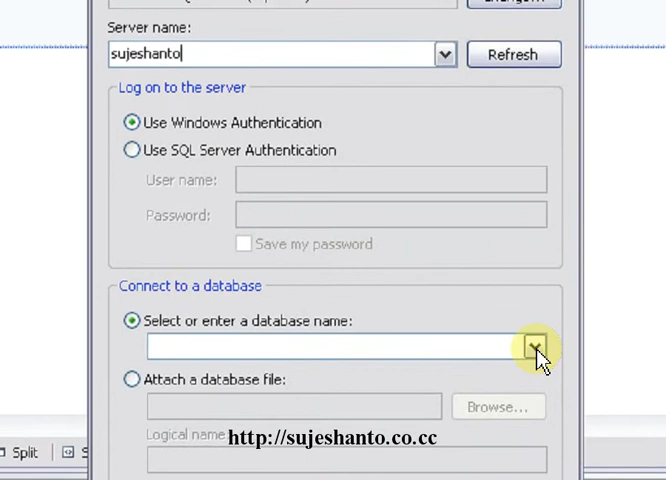 Server name:
sujeshanto
Refresh
Log on to the server
Use Windows Authentication
Use SQL Server Authentication
User name:
Password:
Save my password
Connect to a database
Select or enter a database name:
Attach a database file:
Browse...
Logical name
http://sujeshanto.co.cc
Split
S